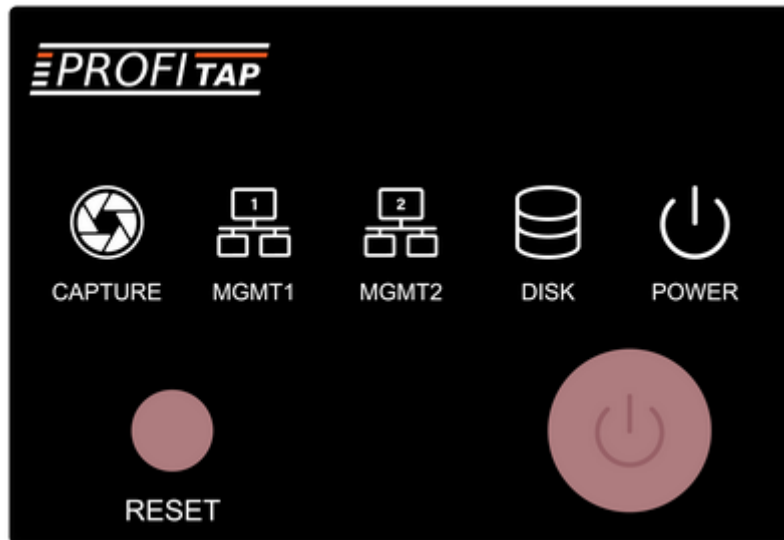 PROFITAP
1 2
CAPTURE MGMT1 MGMT2 DISK POWER
RESET